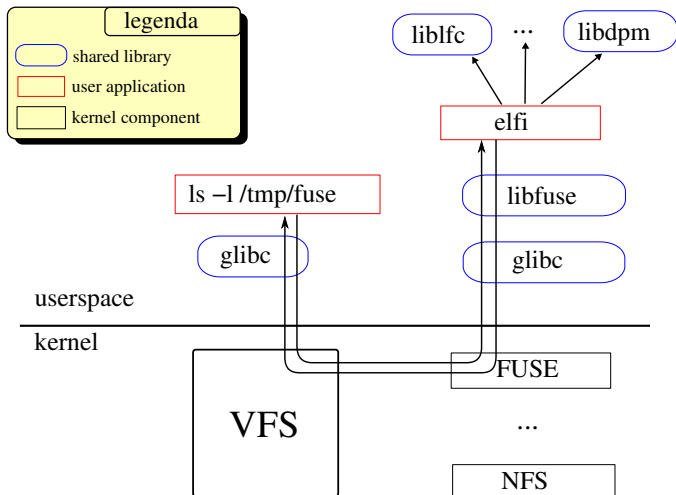 legenda
shared library
user application
kernel component
liblfc
...
libdpm
elfi
ls −l /tmp/fuse
libfuse
glibc
glibc
userspace
kernel
FUSE
VFS
...
NFS